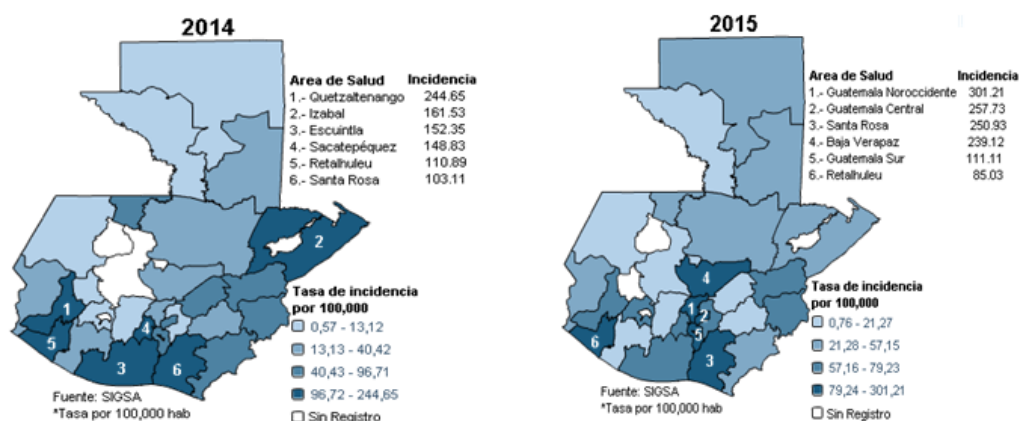 2014
Area de Salud Incidencia
1.- Quetzaltenango 244.65
2.- Izabal 161.53
3.- Escuintla 152.35
4.- Sacatepéquez 148.83
5.- Retalhuleu 110.89
6.- Santa Rosa 103.11
2
1
4
5
3
6
Tasa de incidencia
por 100,000
0,57 - 13,12
13,13 - 40,42
40,43 - 96,71
96,72 - 244,65
Sin Registro
Fuente: SIGSA
*Tasa por 100,000 hab
2015
Area de Salud Incidencia
1.- Guatemala Noroccidente 301.21
2.- Guatemala Central 257.73
3.- Santa Rosa 250.93
4.- Baja Verapaz 239.12
5.- Guatemala Sur 111.11
6.- Retalhuleu 85.03
4
1
2
5
6
3
Tasa de incidencia
por 100,000
0,76 - 21,27
21,28 - 57,15
57,16 - 79,23
79,24 - 301,21
Sin Registro
Fuente: SIGSA
*Tasa por 100,000 hab